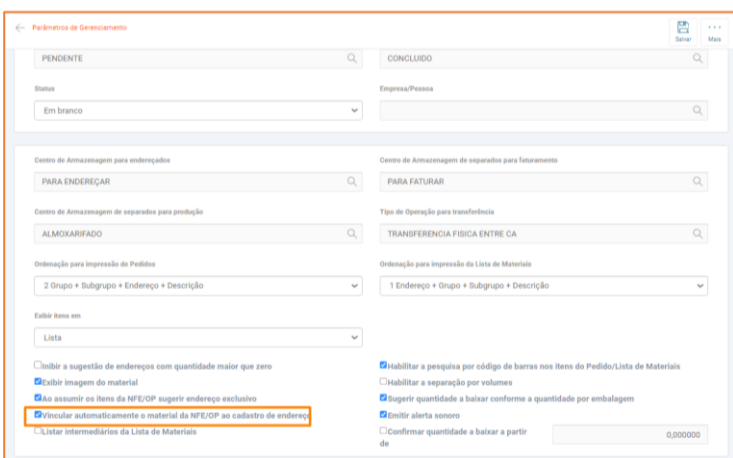 Parâmetros de Gerenciamento
Salvar Mais
PENDENTE CONCLUIDO
Status Empresa/Pessoa
Em branco
Centro de Armazenagem para endereçados Centro de Armazenagem de separados para faturamento
PARA ENDEREÇAR PARA FATURAR
Centro de Armazenagem de separados para produção Tipo de Operação para transferência
ALMOXARIFADO TRANSFERENCIA FISICA ENTRE CA
Ordenação para impressão de Pedidos Ordenação para impressão da Lista de Materiais
2 Grupo + Subgrupo + Endereço + Descrição 1 Endereço + Grupo + Subgrupo + Descrição
Exibir itens em
Lista
Inibir a sugestão de endereços com quantidade maior que zero Habilitar a pesquisa por código de barras nos itens do Pedido/Lista de Materiais
Exibir imagem do material Habilitar a separação por volumes
Ao assumir os itens da NFE/OP sugerir endereço exclusivo Sugerir quantidade a baixar conforme a quantidade por embalagem
Vincular automaticamente o material da NFE/OP ao cadastro de endereço Emitir alerta sonoro
Listar intermediários da Lista de Materiais Confirmar quantidade a baixar a partir 0,000000
de